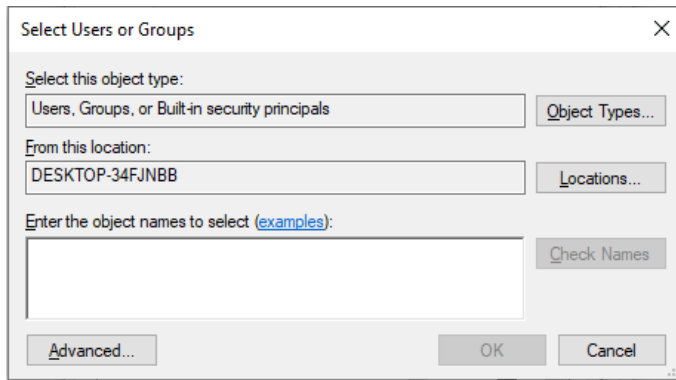 Select Users or Groups
Select this object type:
Users, Groups, or Built-in security principals
Object Types...
From this location:
DESKTOP-34FJNBB
Locations...
Enter the object names to select (examples):
Check Names
Advanced...
OK
Cancel